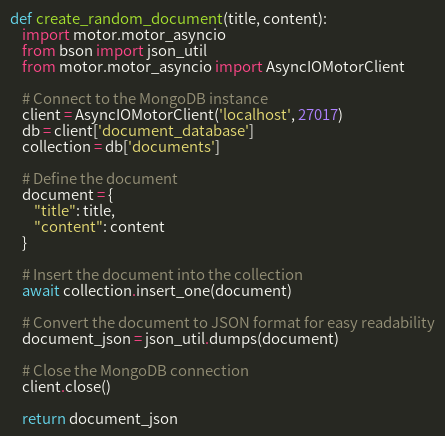 def create_random_document(title, content):
    import motor.motor_asyncio
    from bson import json_util
    from motor.motor_asyncio import AsyncIOMotorClient

    # Connect to the MongoDB instance
    client = AsyncIOMotorClient('localhost', 27017)
    db = client['document_database']
    collection = db['documents']

    # Define the document
    document = {
        "title": title,
        "content": content
    }

    # Insert the document into the collection
    await collection.insert_one(document)

    # Convert the document to JSON format for easy readability
    document_json = json_util.dumps(document)

    # Close the MongoDB connection
    client.close()

    return document_json